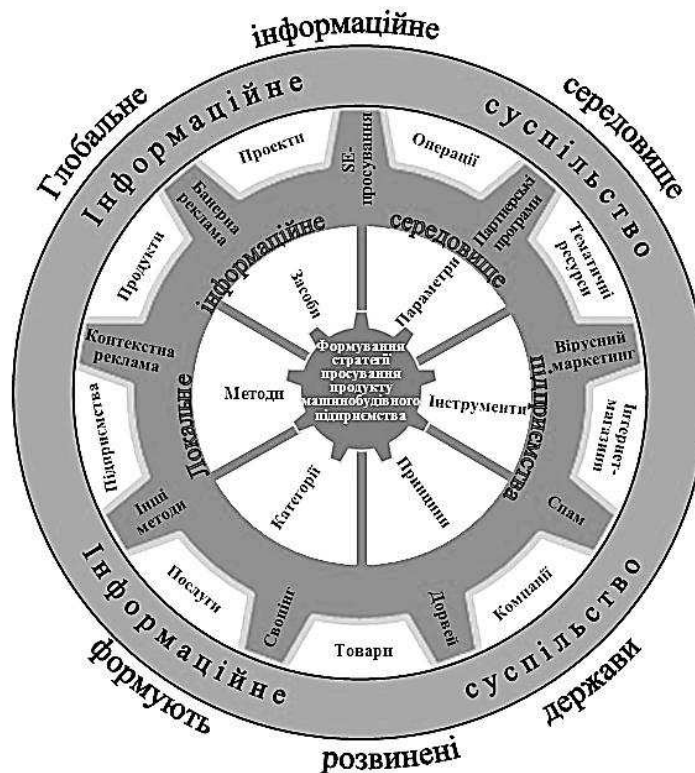 Глобальне інформаційне середовище
формують розвинені держави
Інформаційне суспільство
Інформаційне суспільство
Проекти
Операції
Тематичні
ресурси
Інтернет-
магазини
Компанії
Товари
Послуги
Підприємства
Продукти
SE-
просування
Партнерські
програми
Вірусний
маркетинг
Спам
Дорвей
Свопінг
Інші
методи
Контекстна
реклама
Банерна
реклама
Локальне інформаційне середовище підприємства
Засоби
Параметри
Інструменти
Принципи
Категорії
Методи
Формування
стратегії
просування
продукту
машинобудівного
підприємства